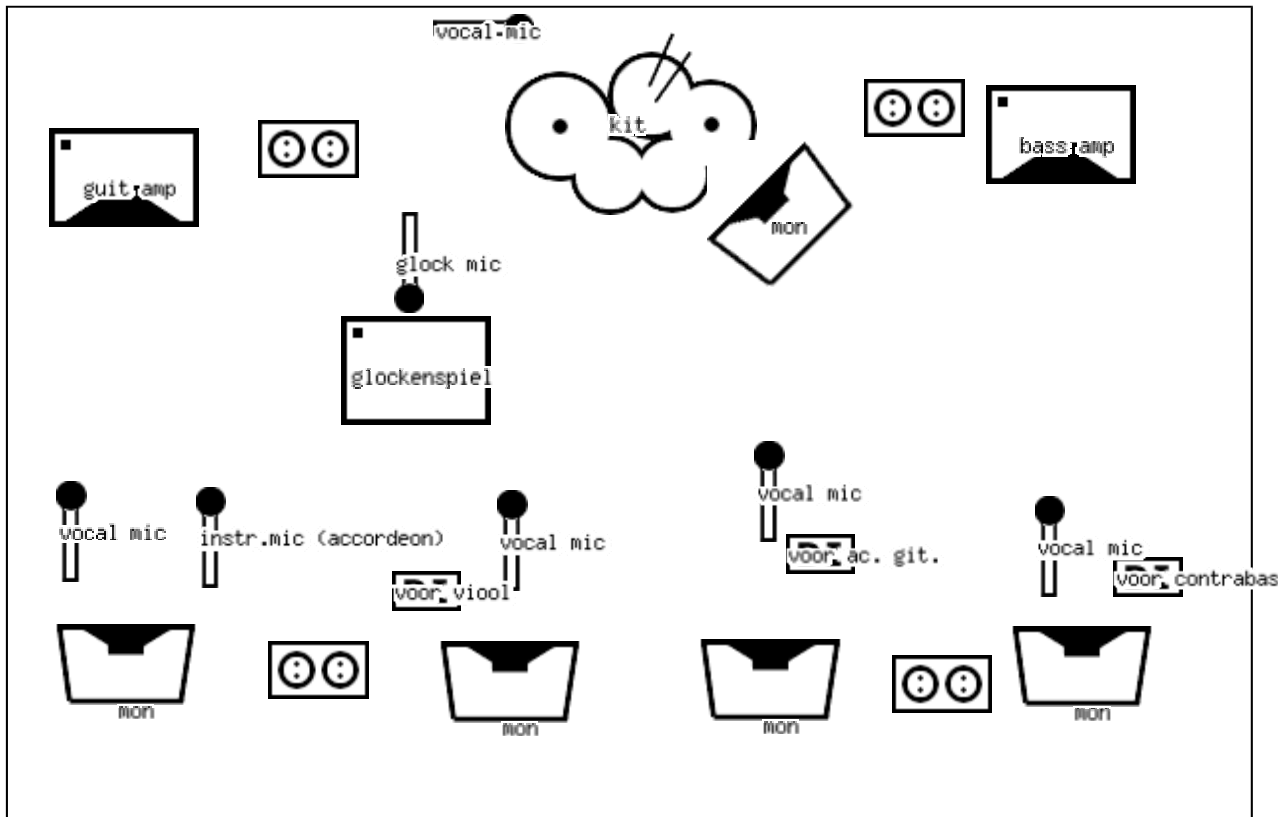 vocal-mic
kit
bass amp
guit amp
mon
glock mic
glockenspiel
vocal mic
vocal mic
instr.mic (accordeon)
vocal mic
vocal mic
voor ac. git.
voor contrabas
voor viool
mon
mon
mon
mon